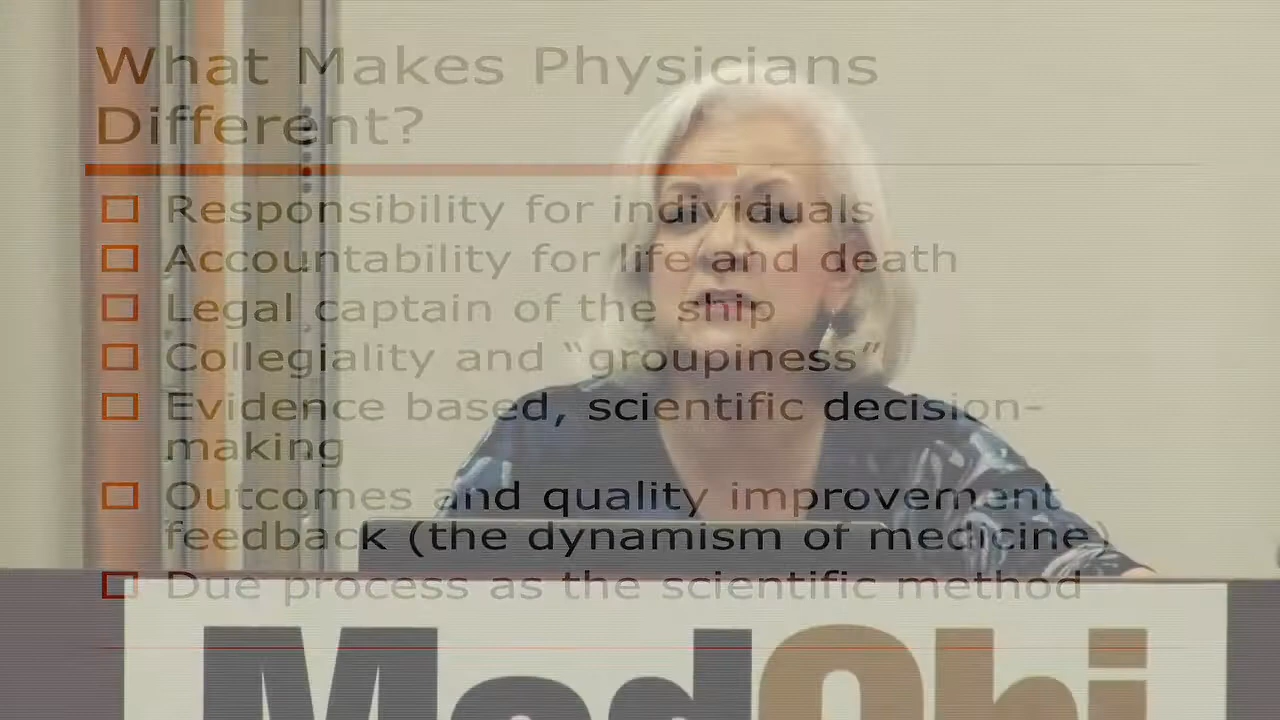 What Makes Physicians
Different?
Responsibility for individuals
Accountability for life and death
Legal captain of the ship
Collegiality and “groupiness”
Evidence based, scientific decision-
making
Outcomes and quality improvement
feedback (the dynamism of medicine)
Due process as the scientific method
MedChi